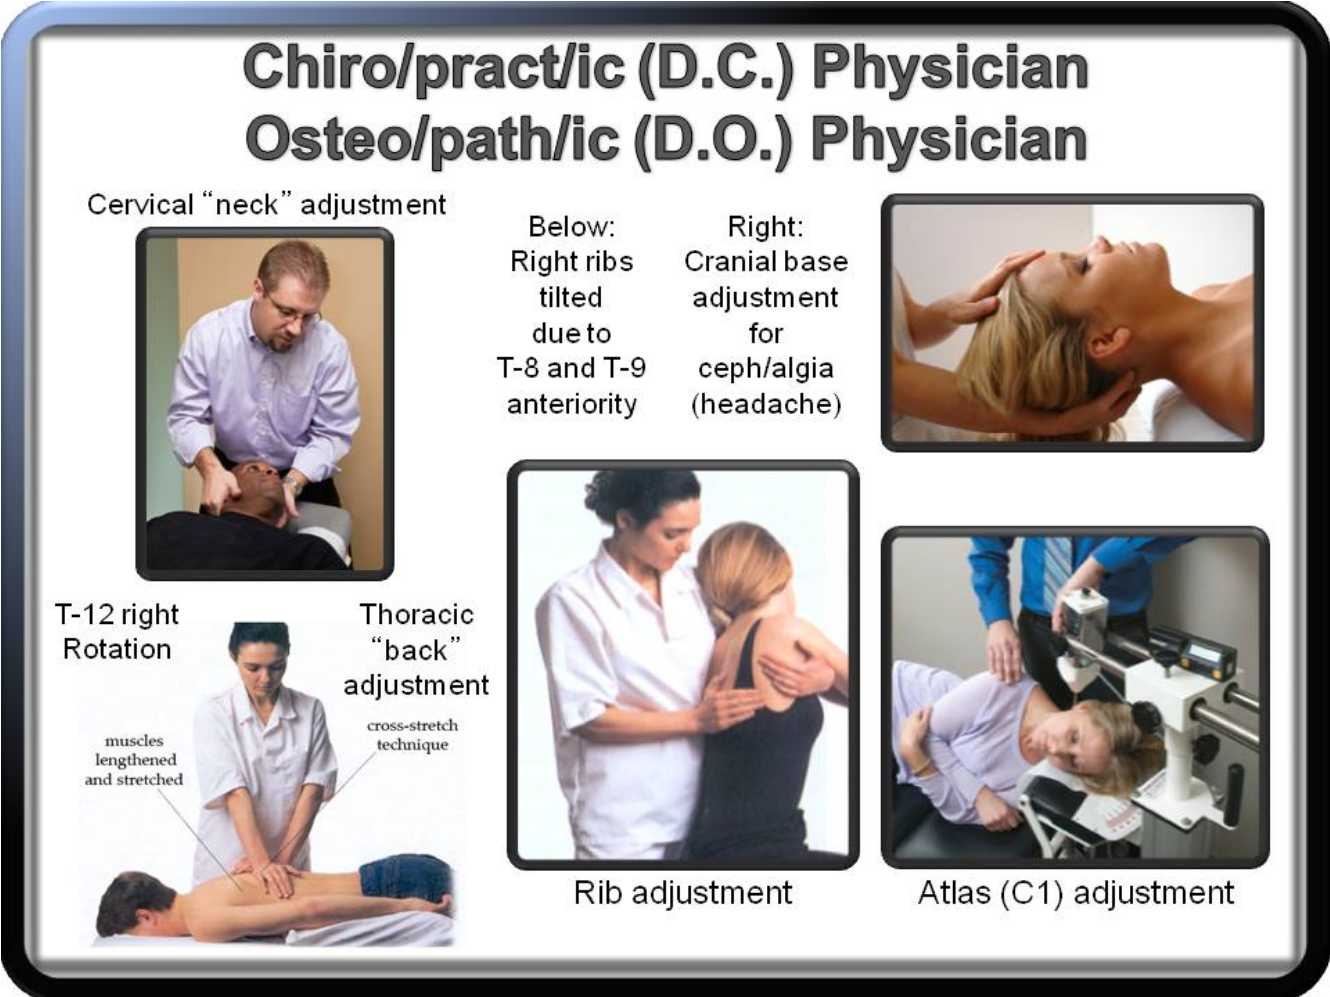 Chiro/pract/ic (D.C.) Physician
Osteo/path/ic (D.O.) Physician
Cervical “neck” adjustment
Below:
Right ribs
tilted
due to
T-8 and T-9
anteriority
Right:
Cranial base
adjustment
for
ceph/algia
(headache)
T-12 right
Rotation
Thoracic
“back”
adjustment
muscles
lengthened
and stretched
cross-stretch
technique
Rib adjustment
Atlas (C1) adjustment